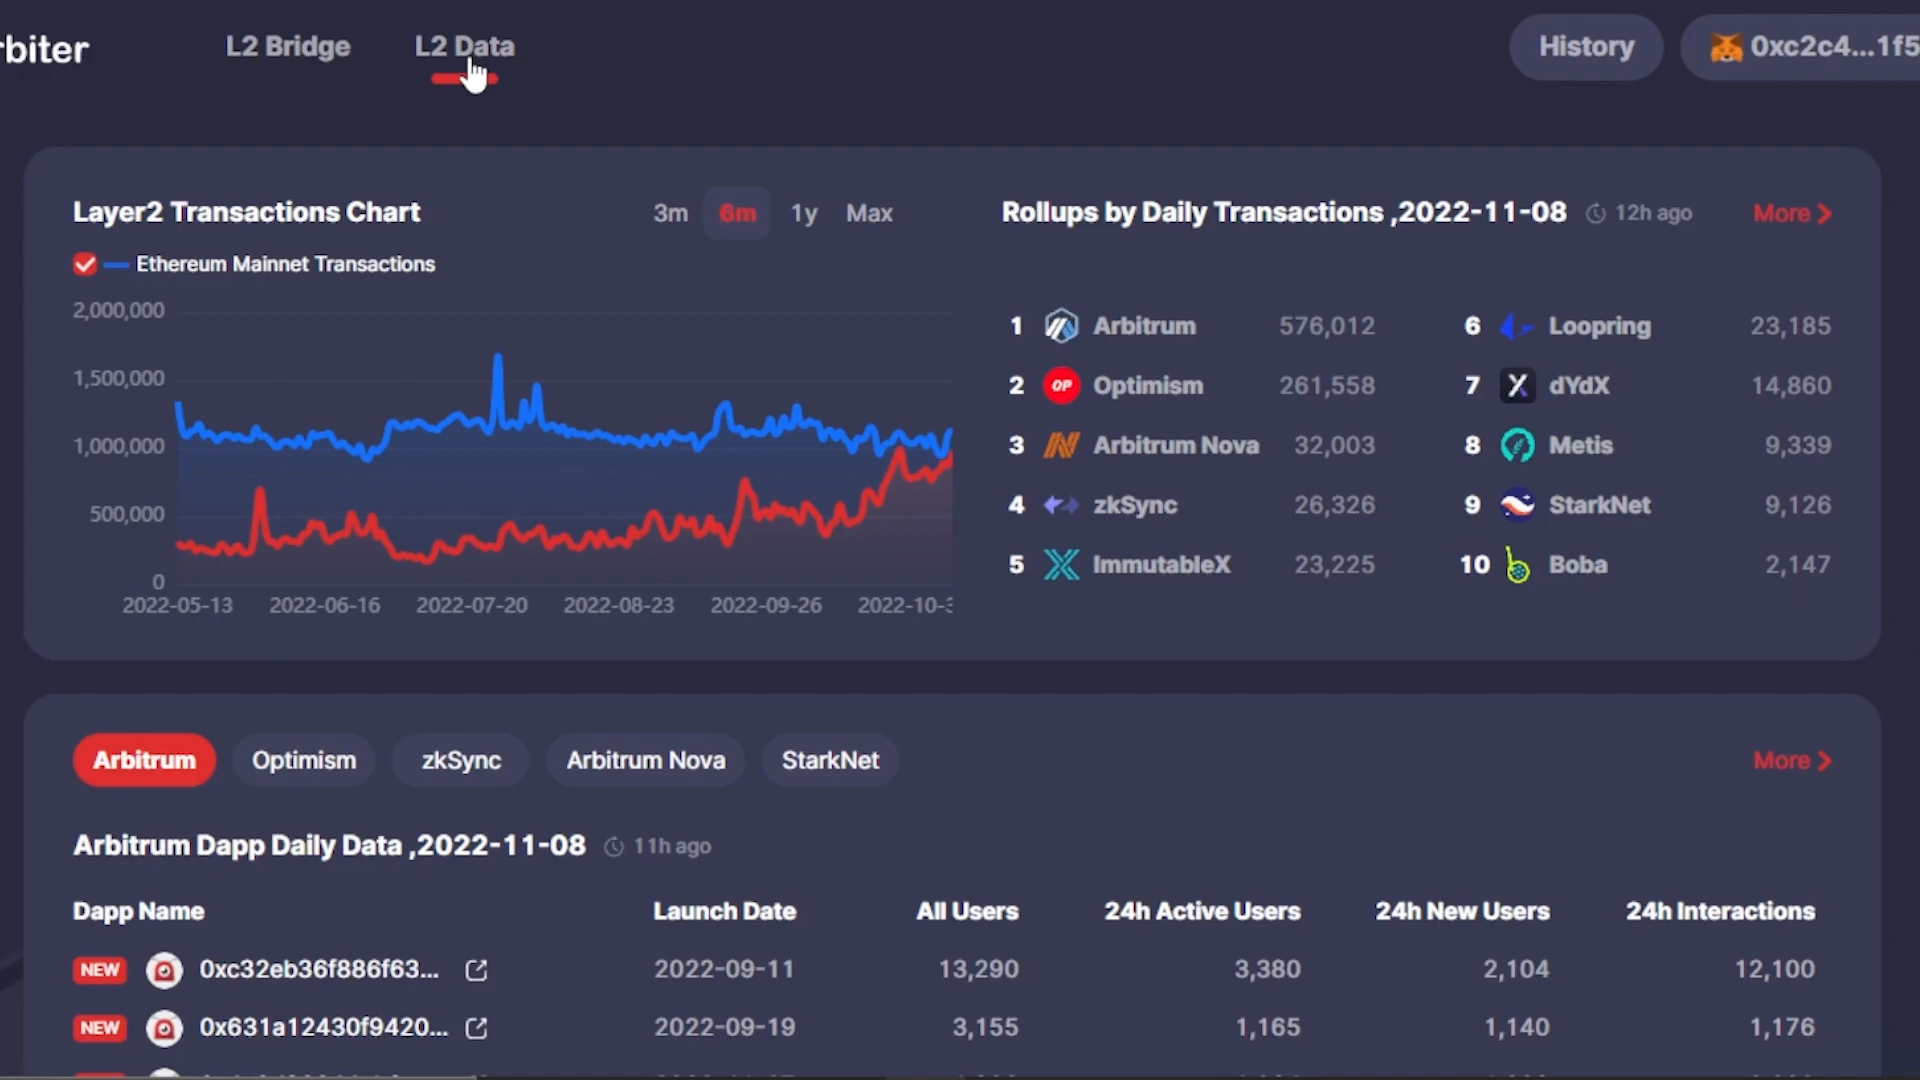 rbiter
L2 Bridge
L2 Data
History
0xc2c4...1f5
Layer2 Transactions Chart
3m
6m
1y
Max
Ethereum Mainnet Transactions
2,000,000
1,500,000
1,000,000
500,000
0
2022-05-13
2022-06-16
2022-07-20
2022-08-23
2022-09-26
2022-10-3
Rollups by Daily Transactions ,2022-11-08
12h ago
More
1 Arbitrum 576,012
2 OP Optimism 261,558
3 Arbitrum Nova 32,003
4 zkSync 26,326
5 ImmutableX 23,225
6 Loopring 23,185
7 dYdX 14,860
8 Metis 9,339
9 StarkNet 9,126
10 Boba 2,147
Arbitrum
Optimism
zkSync
Arbitrum Nova
StarkNet
More
Arbitrum Dapp Daily Data ,2022-11-08
11h ago
Dapp Name Launch Date All Users 24h Active Users 24h New Users 24h Interactions
NEW 0xc32eb36f886f63... 2022-09-11 13,290 3,380 2,104 12,100
NEW 0x631a12430f9420... 2022-09-19 3,155 1,165 1,140 1,176